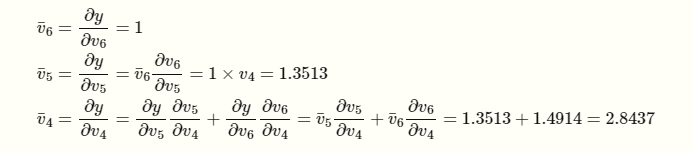 v̄₆ = ∂y/∂v₆ = 1
v̄₅ = ∂y/∂v₅ = v̄₆ ∂v₆/∂v₅ = 1 × v₄ = 1.3513
v̄₄ = ∂y/∂v₄ = ∂y/∂v₅ ∂v₅/∂v₄ + ∂y/∂v₆ ∂v₆/∂v₄ = v̄₅ ∂v₅/∂v₄ + v̄₆ ∂v₆/∂v₄ = 1.3513 + 1.4914 = 2.8437